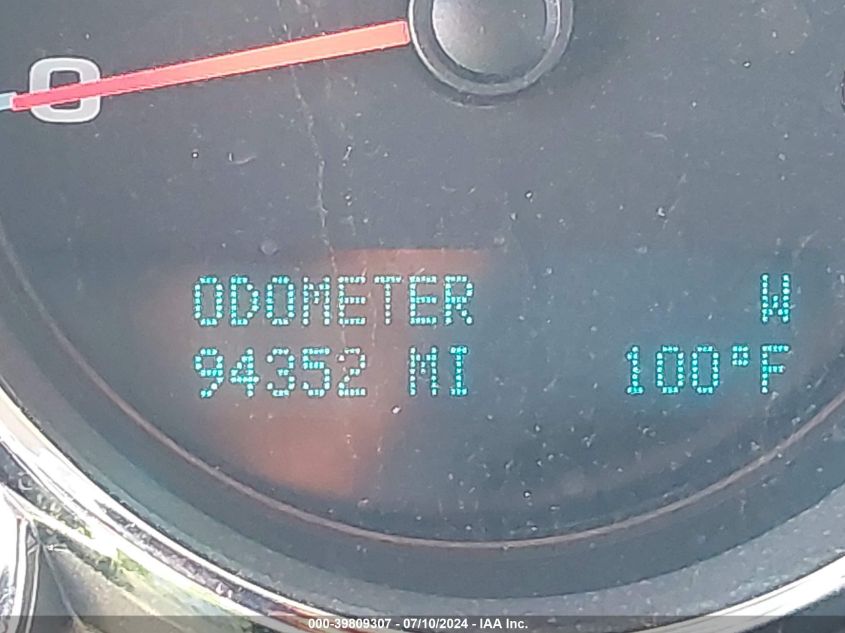 0
ODOMETER W
94352 MI 100°F
000-39809307 - 07/10/2024 - IAA Inc.